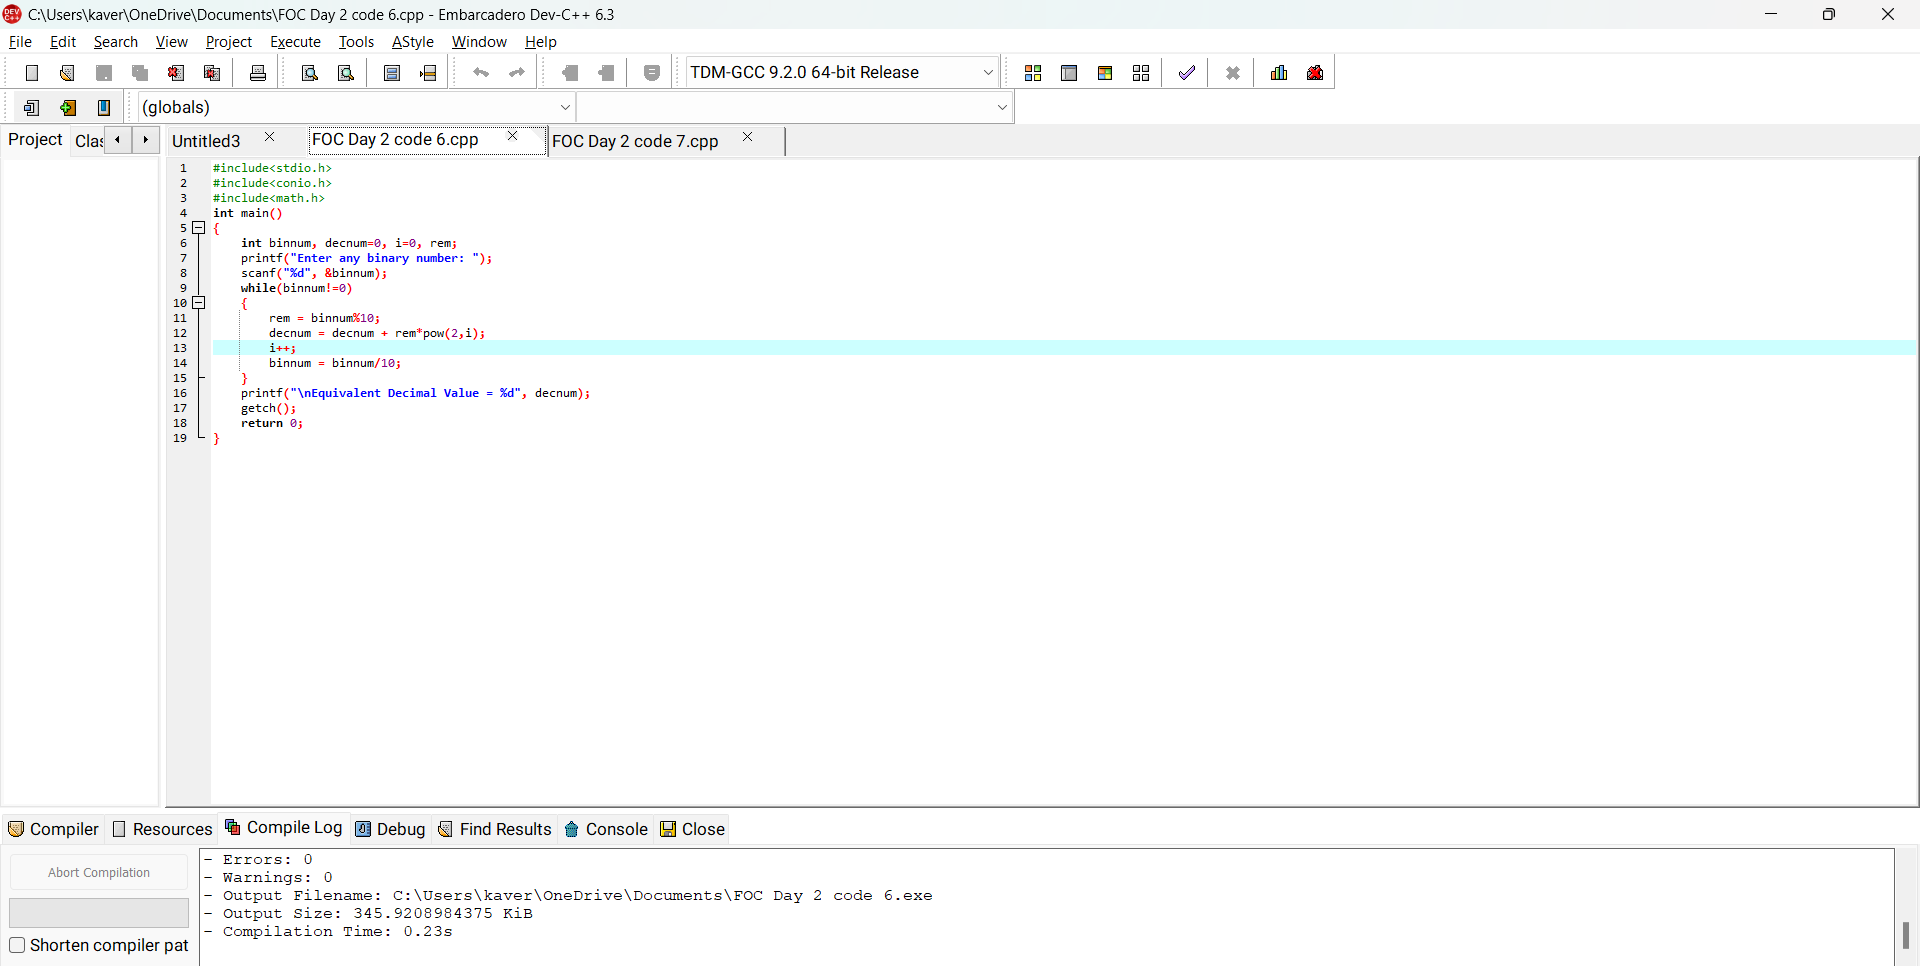 C:\Users\kaver\OneDrive\Documents\FOC Day 2 code 6.cpp - Embarcadero Dev-C++ 6.3
File Edit Search View Project Execute Tools AStyle Window Help
TDM-GCC 9.2.0 64-bit Release
(globals)
Project Clas Untitled3 FOC Day 2 code 6.cpp FOC Day 2 code 7.cpp
1 #include<stdio.h>
2 #include<conio.h>
3 #include<math.h>
4 int main()
5 {
6 int binnum, decnum=0, i=0, rem;
7 printf("Enter any binary number: ");
8 scanf("%d", &binnum);
9 while(binnum!=0)
10 {
11 rem = binnum%10;
12 decnum = decnum + rem*pow(2,i);
13 i++;
14 binnum = binnum/10;
15 }
16 printf("\nEquivalent Decimal Value = %d", decnum);
17 getch();
18 return 0;
19 }
Compiler Resources Compile Log Debug Find Results Console Close
Abort Compilation
Shorten compiler pat
- Errors: 0
- Warnings: 0
- Output Filename: C:\Users\kaver\OneDrive\Documents\FOC Day 2 code 6.exe
- Output Size: 345.9208984375 KiB
- Compilation Time: 0.23s